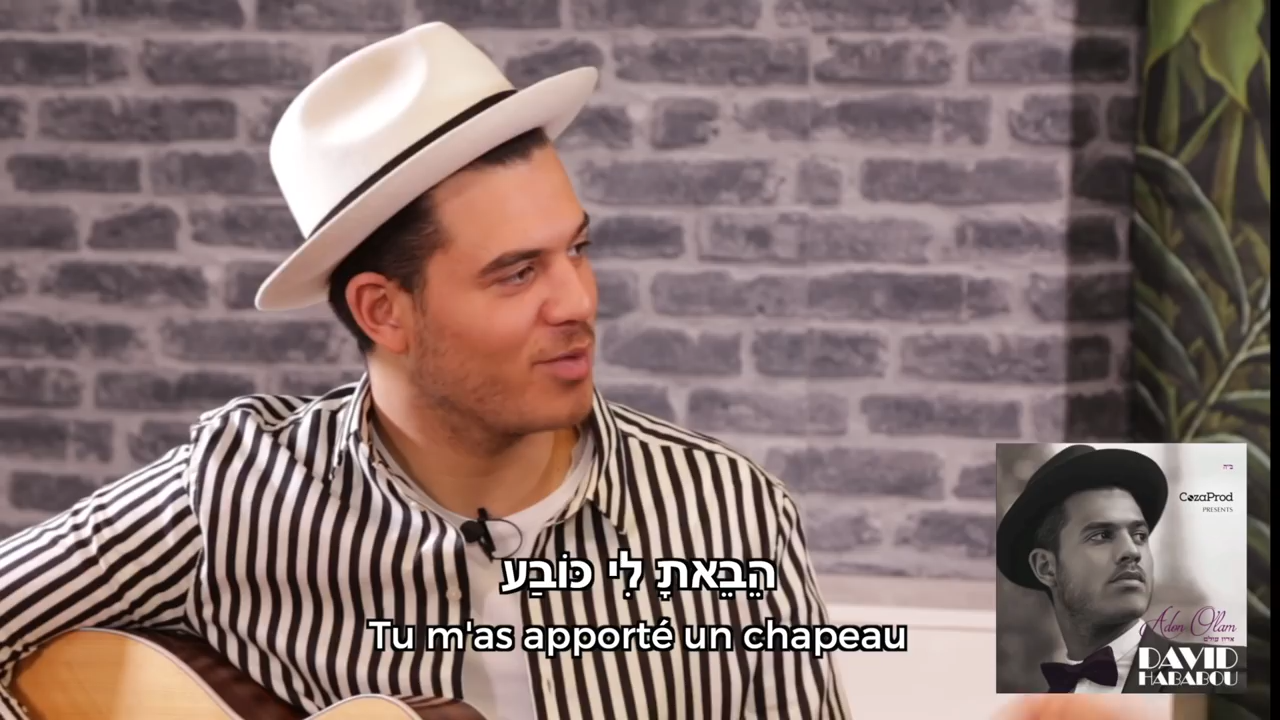 הֵבֵאתָ לִי כּוֹבַע
Tu m'as apporté un chapeau
ב״ה
CozaProd
PRESENTS
Adon Olam
אדון עולם
DAVID
HABABOU